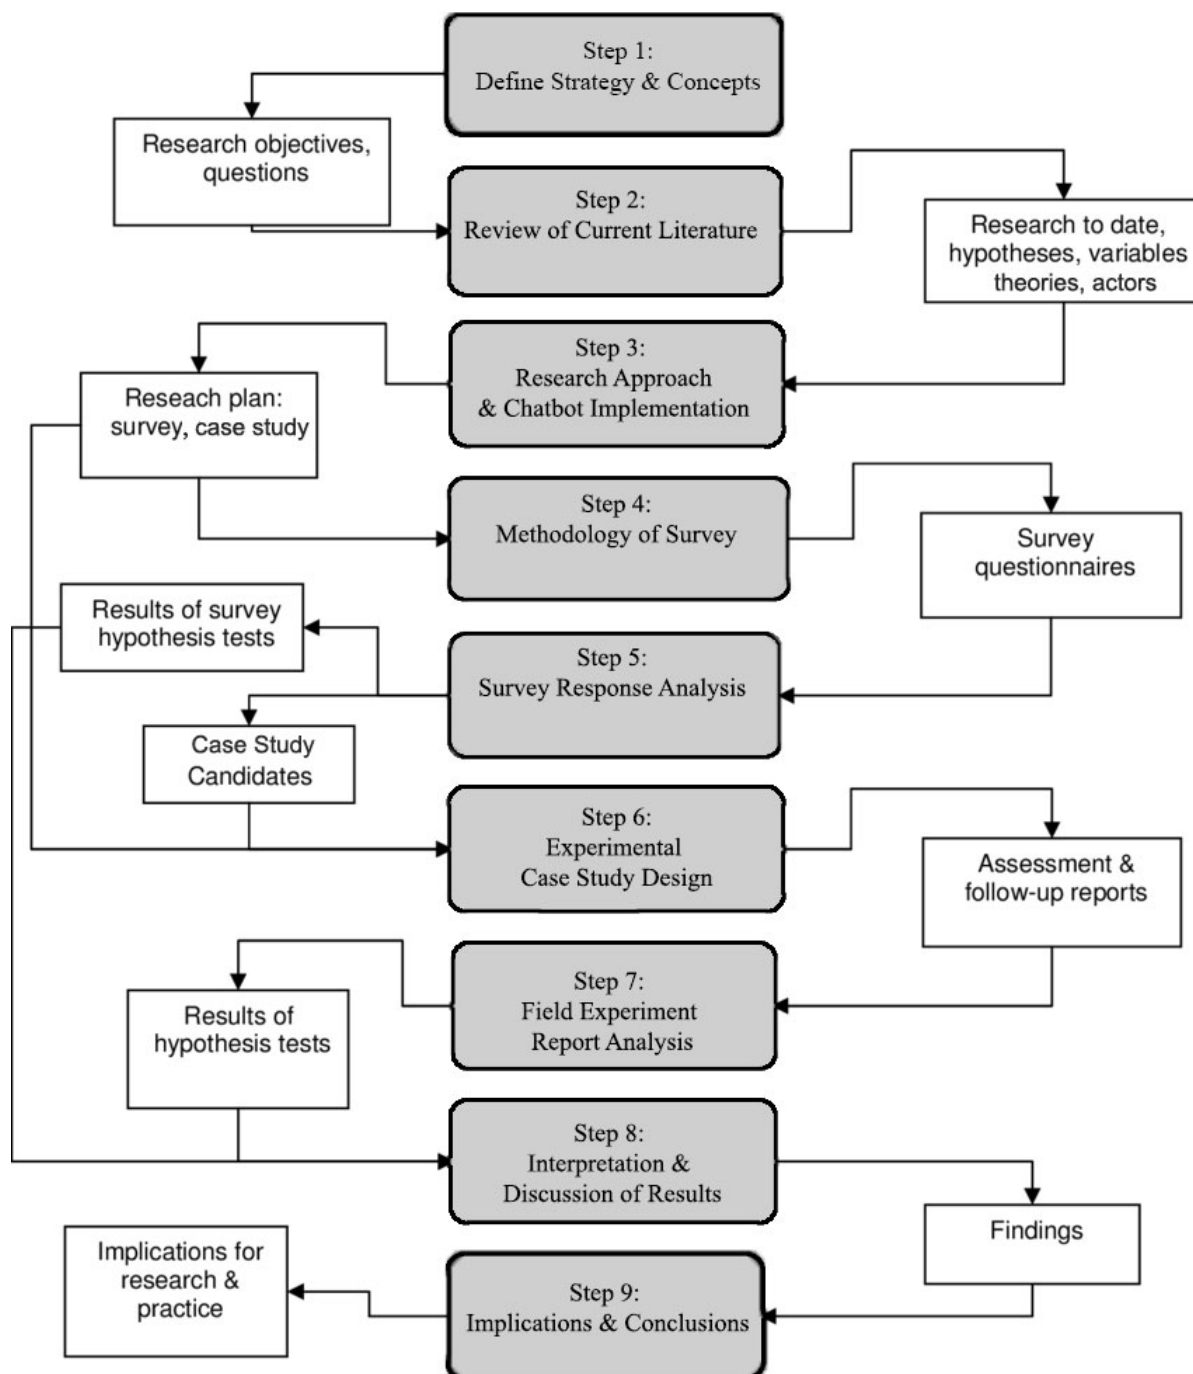 Step 1:
Define Strategy & Concepts
Research objectives,
questions
Step 2:
Review of Current Literature
Research to date,
hypotheses, variables
theories, actors
Step 3:
Research Approach
& Chatbot Implementation
Reseach plan:
survey, case study
Step 4:
Methodology of Survey
Survey
questionnaires
Results of survey
hypothesis tests
Step 5:
Survey Response Analysis
Case Study
Candidates
Step 6:
Experimental
Case Study Design
Assessment &
follow-up reports
Step 7:
Field Experiment
Report Analysis
Results of
hypothesis tests
Step 8:
Interpretation &
Discussion of Results
Findings
Implications for
research &
practice
Step 9:
Implications & Conclusions